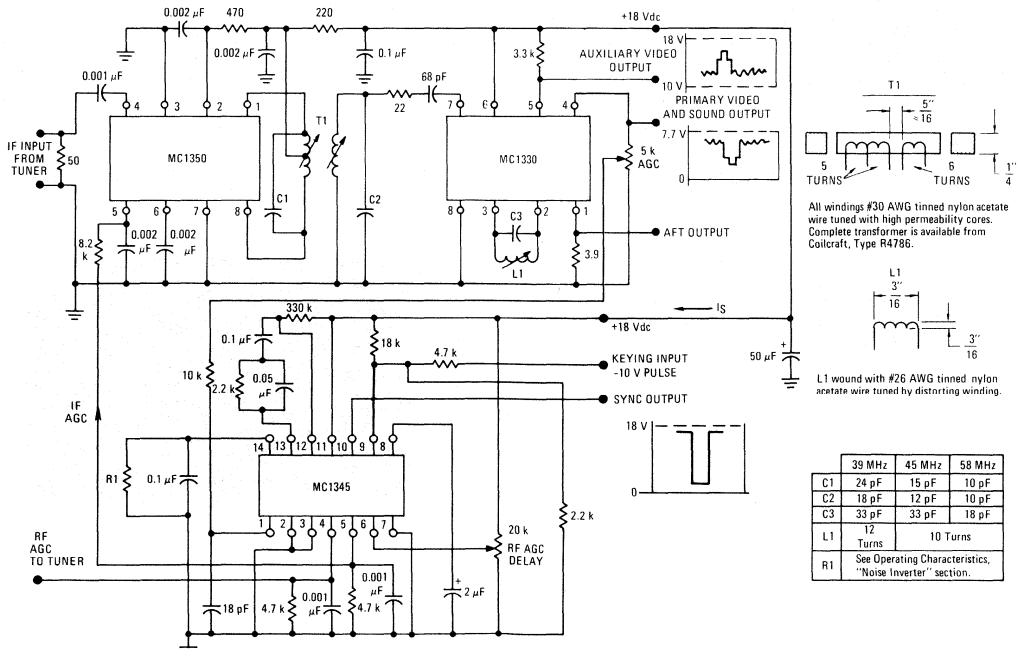 0.002 µF
470
220
+18 Vdc
0.002 µF
0.1 µF
3.3 k
AUXILIARY VIDEO
OUTPUT
18 V
10 V
0.001 µF
68 pF
22
4 3 2 1
7 6 5 4
PRIMARY VIDEO
AND SOUND OUTPUT
7.7 V
0
T1
5"
≈
16
5
TURNS
6
TURNS
1"
4
IF INPUT
FROM
TUNER
50
MC1350
T1
C1
C2
MC1330
5 k
AGC
5 6 7 8
8 3 2 1
C3
L1
AFT OUTPUT
3.9
8.2
k
0.002
µF
0.002
µF
All windings #30 AWG tinned nylon acetate
wire tuned with high permeability cores.
Complete transformer is available from
Coilcraft, Type R4786.
L1
3"
16
3"
16
L1 wound with #26 AWG tinned nylon
acetate wire tuned by distorting winding.
330 k
IS
+18 Vdc
0.1 µF
18 k
4.7 k
KEYING INPUT
-10 V PULSE
50 µF
+
10 k
2.2 k
0.05
µF
SYNC OUTPUT
IF
AGC
18 V
0
14 13 12 11 10 9 8
R1
0.1 µF
MC1345
1 2 3 4 5 6 7
2.2 k
20 k
RF AGC
DELAY
RF
AGC
TO TUNER
18 pF
4.7 k
0.001
µF
4.7 k
0.001
µF
+
2 µF
39 MHz 45 MHz 58 MHz
C1 24 pF 15 pF 10 pF
C2 18 pF 12 pF 10 pF
C3 33 pF 33 pF 18 pF
L1 12 Turns 10 Turns
R1 See Operating Characteristics,
"Noise Inverter" section.